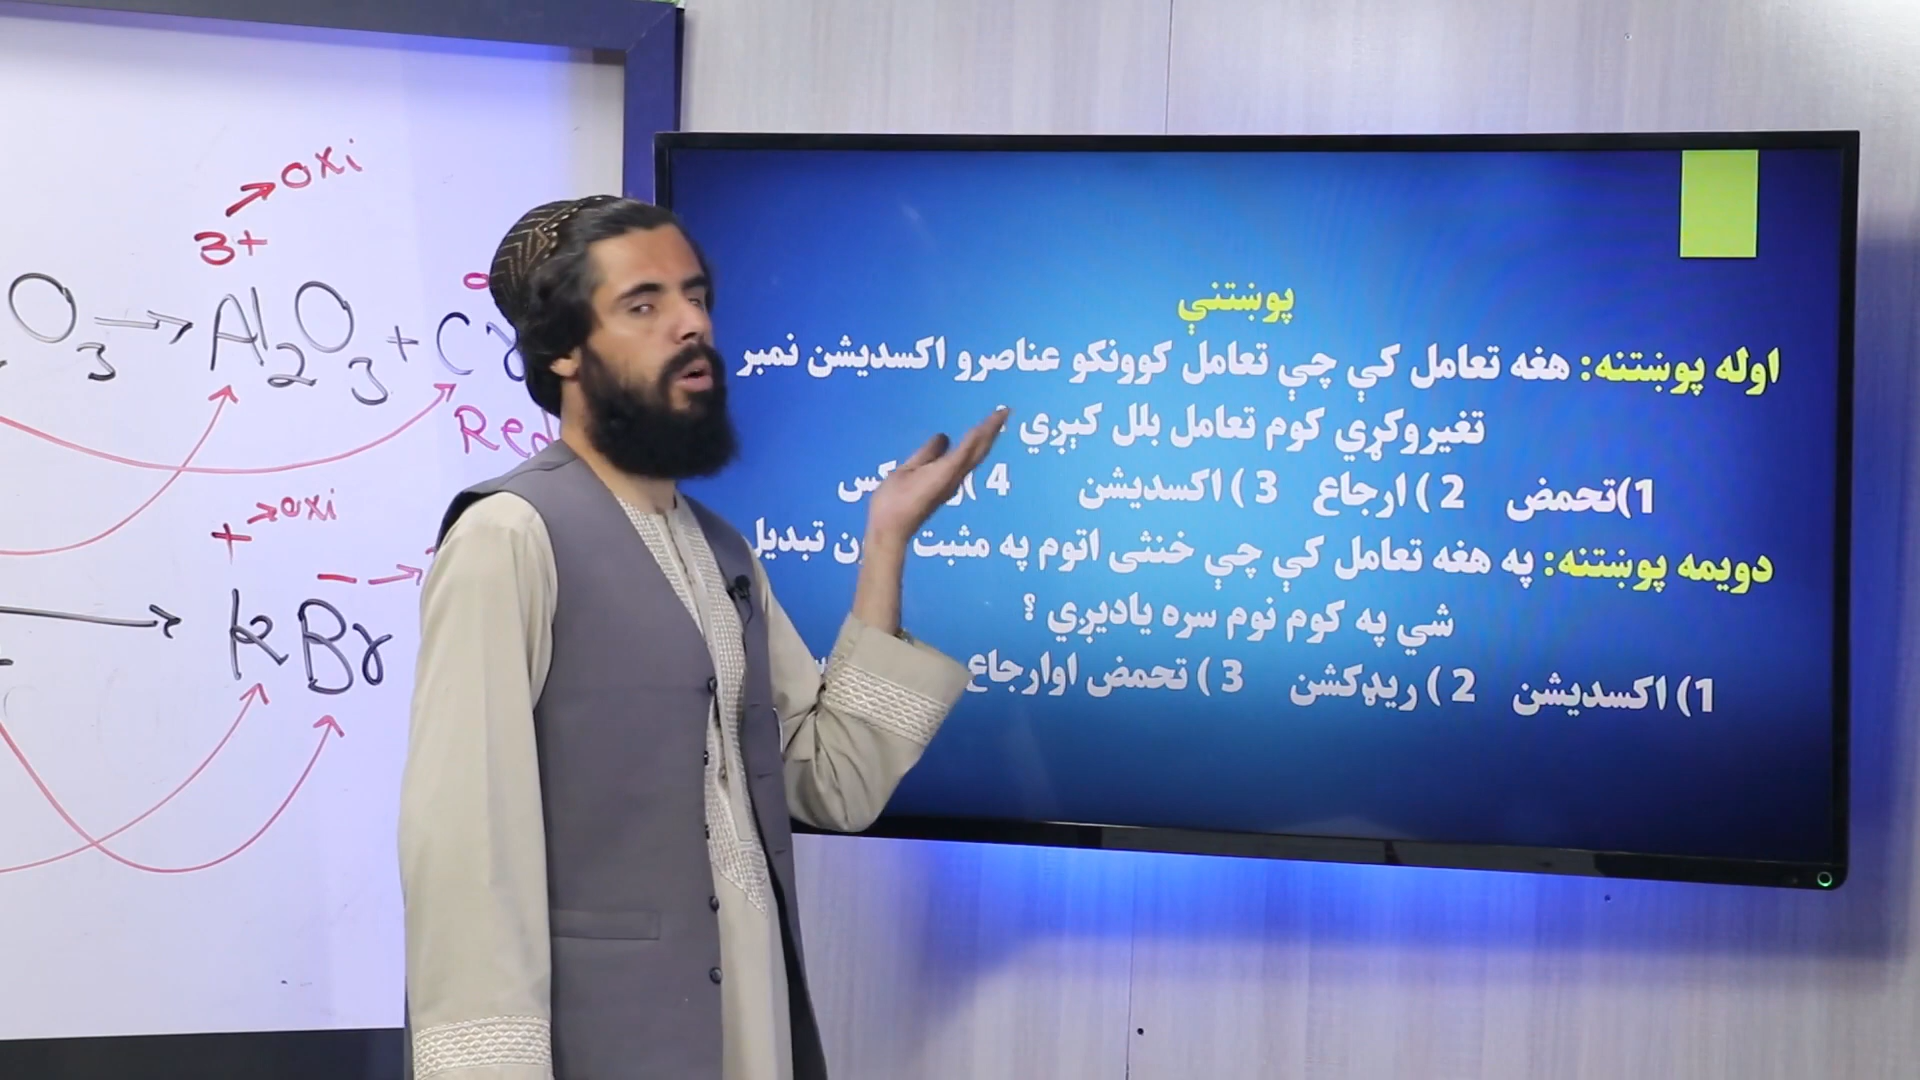 oxi
3+
O3 → Al2O3 + Cr
Red
+ → oxi
- →
→ KBr
پوښتنې
اوله پوښتنه: هغه تعامل کې چې تعامل کوونکو عناصرو اکسدیشن نمبر
تغیروکړي کوم تعامل بلل کېږي ؟
1)تحمض 2) ارجاع 3) اکسدیشن 4)
دویمه پوښتنه: په هغه تعامل کې چې خنثی اتوم په مثبت تبدیل
شي په کوم نوم سره یادیږي ؟
1) اکسدیشن 2) ریډکشن 3) تحمض اوارجاع